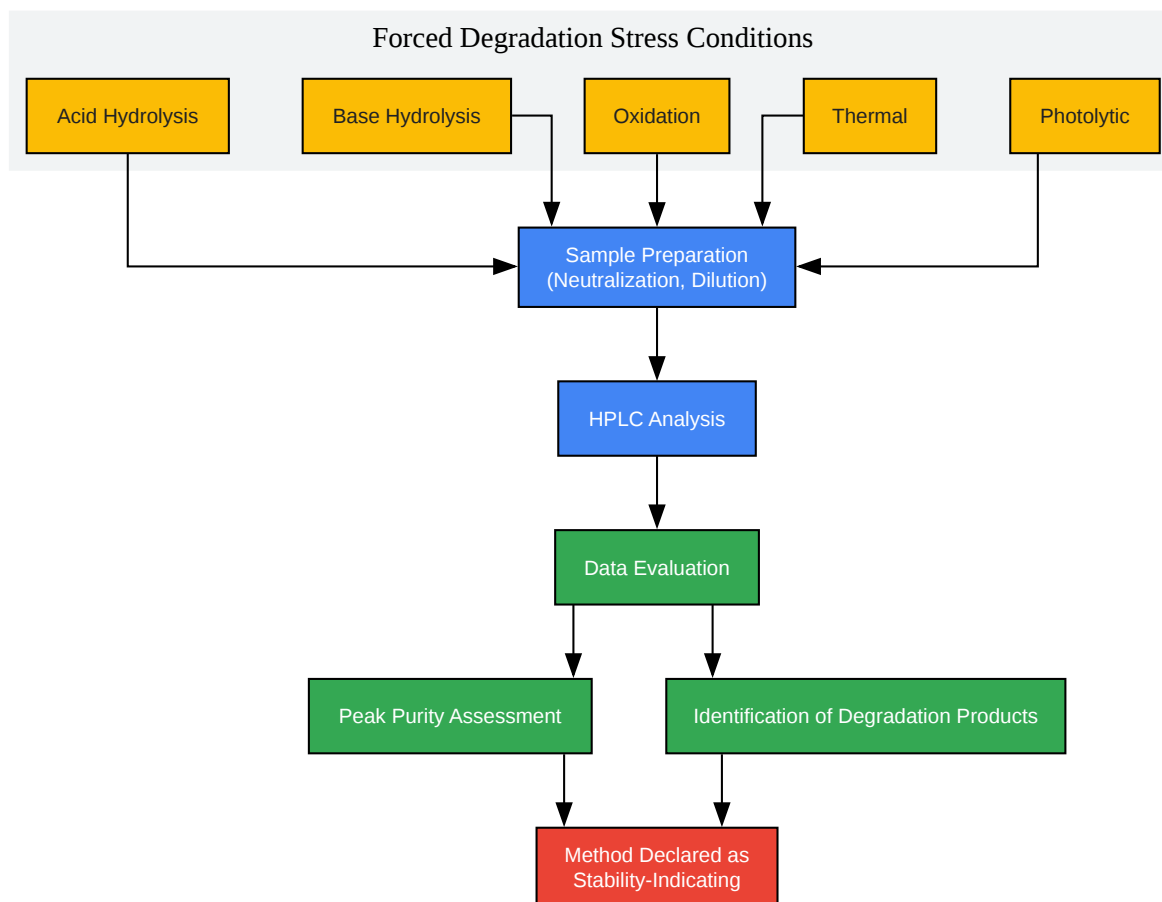 Forced Degradation Stress Conditions
Acid Hydrolysis
Base Hydrolysis
Oxidation
Thermal
Photolytic
Sample Preparation
(Neutralization, Dilution)
HPLC Analysis
Data Evaluation
Peak Purity Assessment
Identification of Degradation Products
Method Declared as
Stability-Indicating